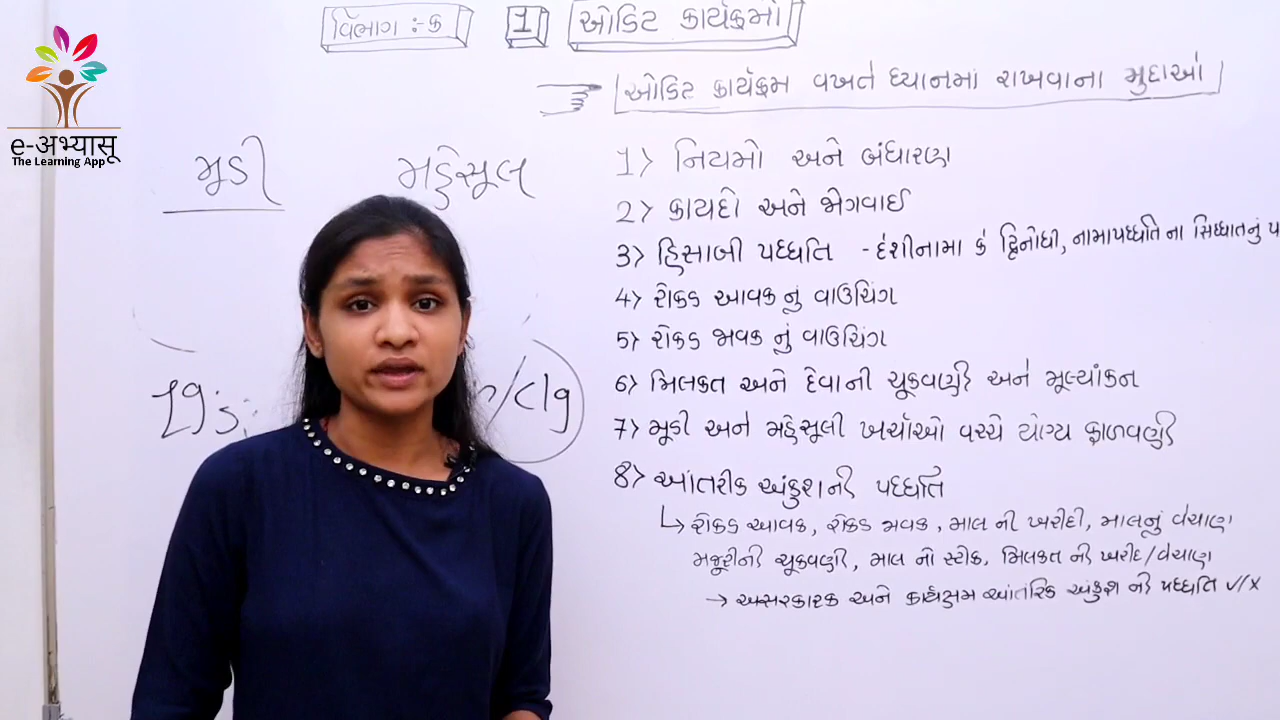 વિભાગ :- ક 1 ઓડિટ કાર્યક્રમો
ઓડિટ કાર્યક્રમ વખતે ધ્યાનમાં રાખવાના મુદાઓ
e-अभ्यासू
The Learning App
મૂડી મહેસૂલ
1> નિયમો અને બંધારણ
2> કાયદો અને જોગવાઈ
3> હિસાબી પધ્ધતિ - દેશીનામા કે દ્વિનોંધી, નામાપધ્ધતિ ના સિધ્ધાતનું
4> રોકડ આવક નું વાઉચિંગ
5> રોકડ જાવક નું વાઉચિંગ
6> મિલકત અને દેવાની ચૂકવણી અને મૂલ્યાંકન
7> મૂડી અને મહેસૂલી ખર્ચાઓ વચ્ચે યોગ્ય ફાળવણી
8> આંતરીક અંકુશની પધ્ધતિ
રોકડ આવક, રોકડ જાવક, માલ ની ખરીદી, માલનું વેચાણ
મજૂરીની ચૂકવણી, માલ નો સ્ટોક, મિલકત ની ખરીદ/વેચાણ
→ અસરકારક અને કાર્યક્ષમ આંતરિક અંકુશ ની પધ્ધતિ ✓/x